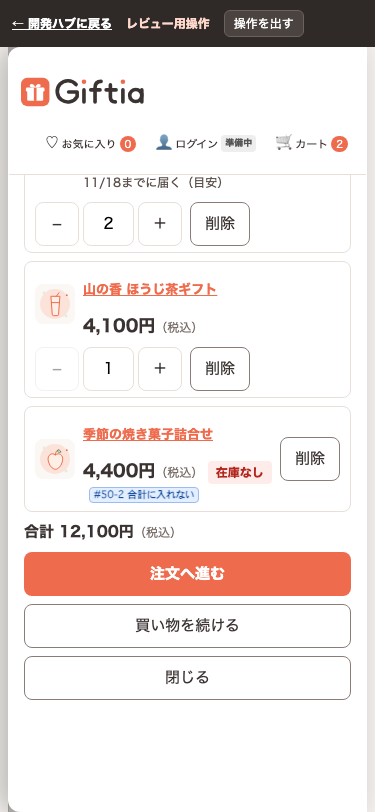 ← 開発ハブに戻る レビュー用操作 操作を出す
Giftia
♡ お気に入り 0 ログイン 準備中 カート 2
11/18までに届く（目安）
− 2 + 削除
山の香 ほうじ茶ギフト
4,100円（税込）
− 1 + 削除
季節の焼き菓子詰合せ
4,400円（税込） 在庫なし 削除
#50-2 合計に入れない
合計 12,100円（税込）
注文へ進む
買い物を続ける
閉じる